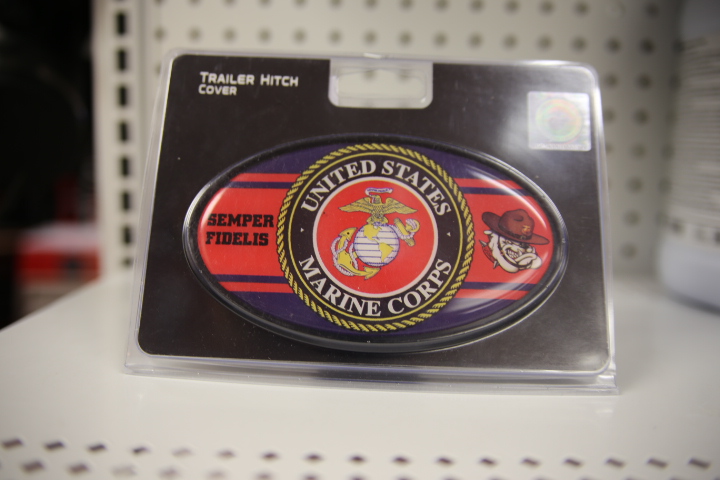 TRAILER HITCH
COVER
UNITED STATES
SEMPER
FIDELIS
MARINE CORPS